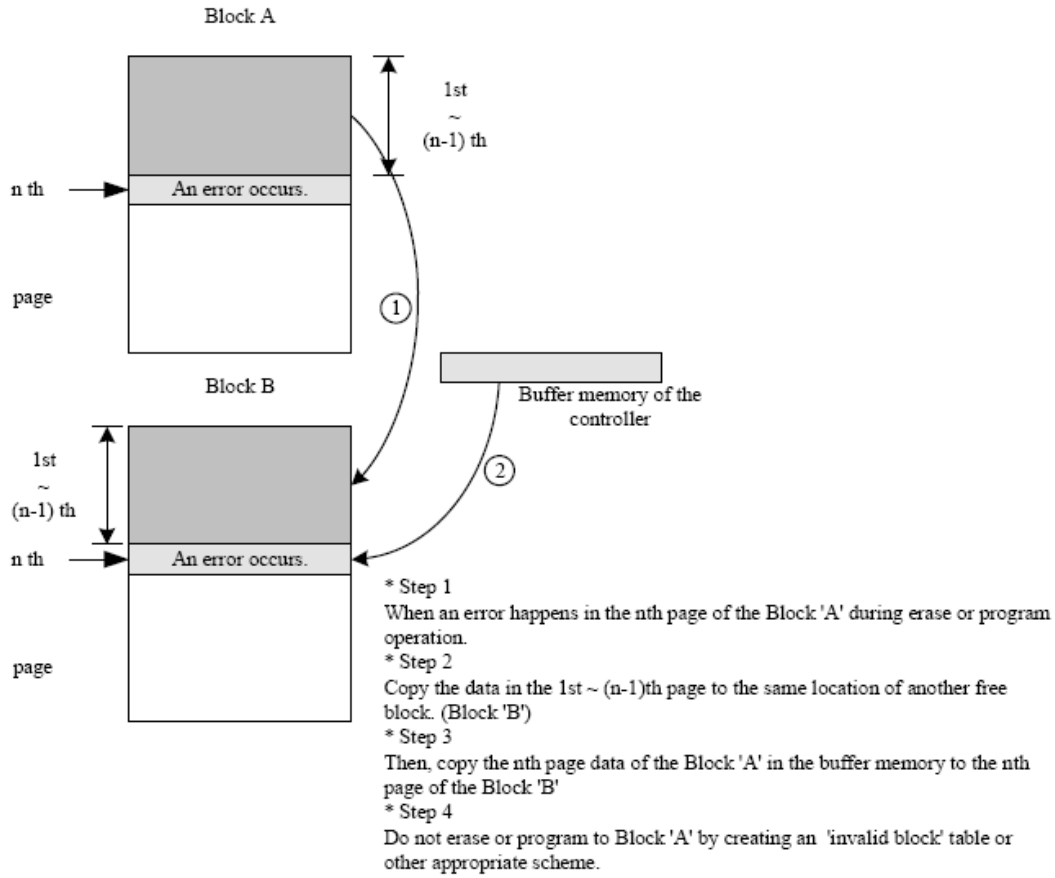 Block A
1st
~
(n-1) th
n th
An error occurs.
page
1
Block B
Buffer memory of the
controller
1st
~
(n-1) th
2
n th
An error occurs.
page
* Step 1
When an error happens in the nth page of the Block 'A' during erase or program
operation.
* Step 2
Copy the data in the 1st ~ (n-1)th page to the same location of another free
block. (Block 'B')
* Step 3
Then, copy the nth page data of the Block 'A' in the buffer memory to the nth
page of the Block 'B'
* Step 4
Do not erase or program to Block 'A' by creating an 'invalid block' table or
other appropriate scheme.